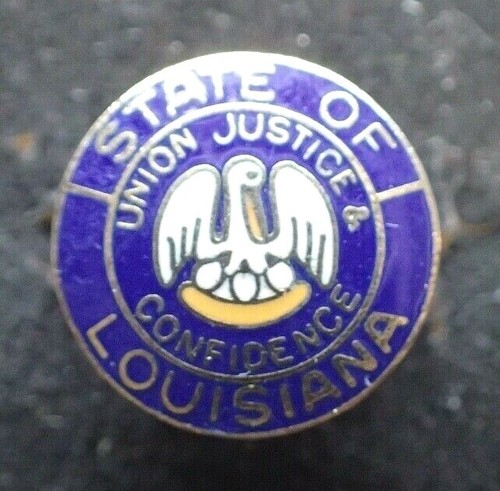 STATE OF
UNION JUSTICE &
CONFIDENCE
LOUISIANA